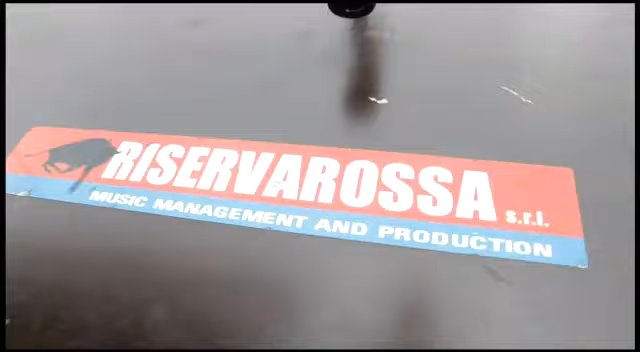 RISERVAROSSA s.r.l.
MUSIC MANAGEMENT AND PRODUCTION